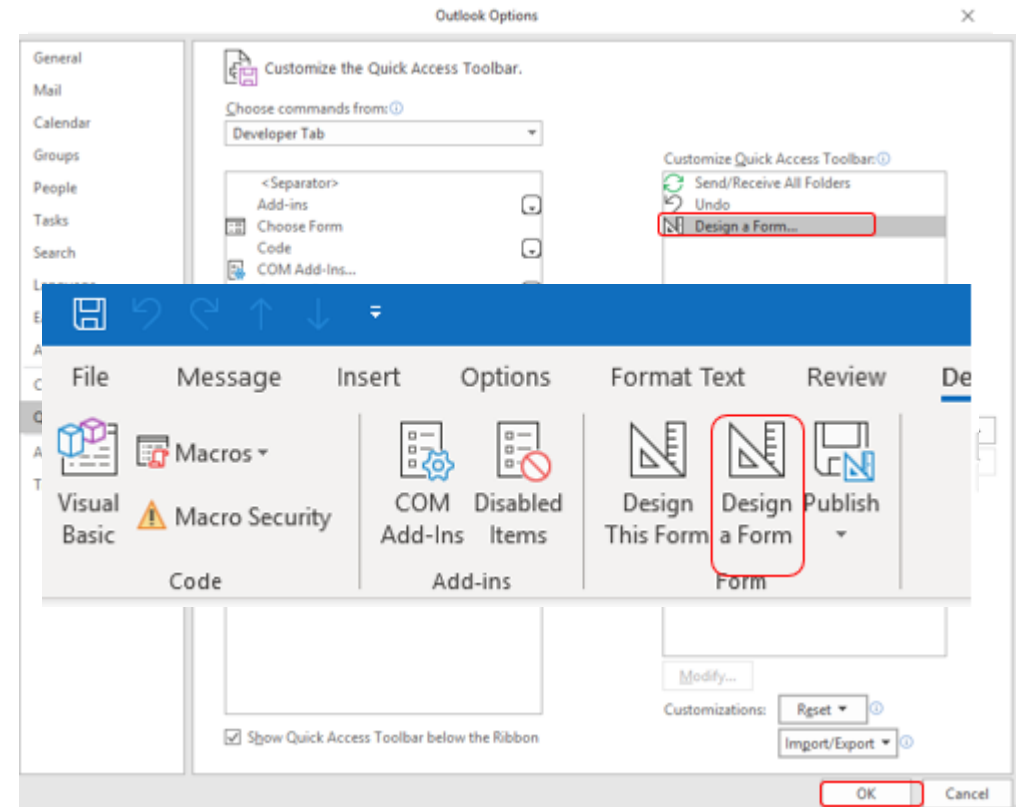 Outlook Options
General
Mail
Calendar
Groups
People
Tasks
Search
Customize the Quick Access Toolbar.
Choose commands from:
Developer Tab
<Separator>
Add-ins
Choose Form
Code
COM Add-Ins...
Customize Quick Access Toolbar:
Send/Receive All Folders
Undo
Design a Form...
File Message Insert Options Format Text Review De
Visual
Basic
Macros
Macro Security
Code
COM
Add-Ins
Disabled
Items
Add-ins
Design
This Form
Design
a Form
Publish
Form
Modify...
Customizations: Reset
Import/Export
Show Quick Access Toolbar below the Ribbon
OK Cancel